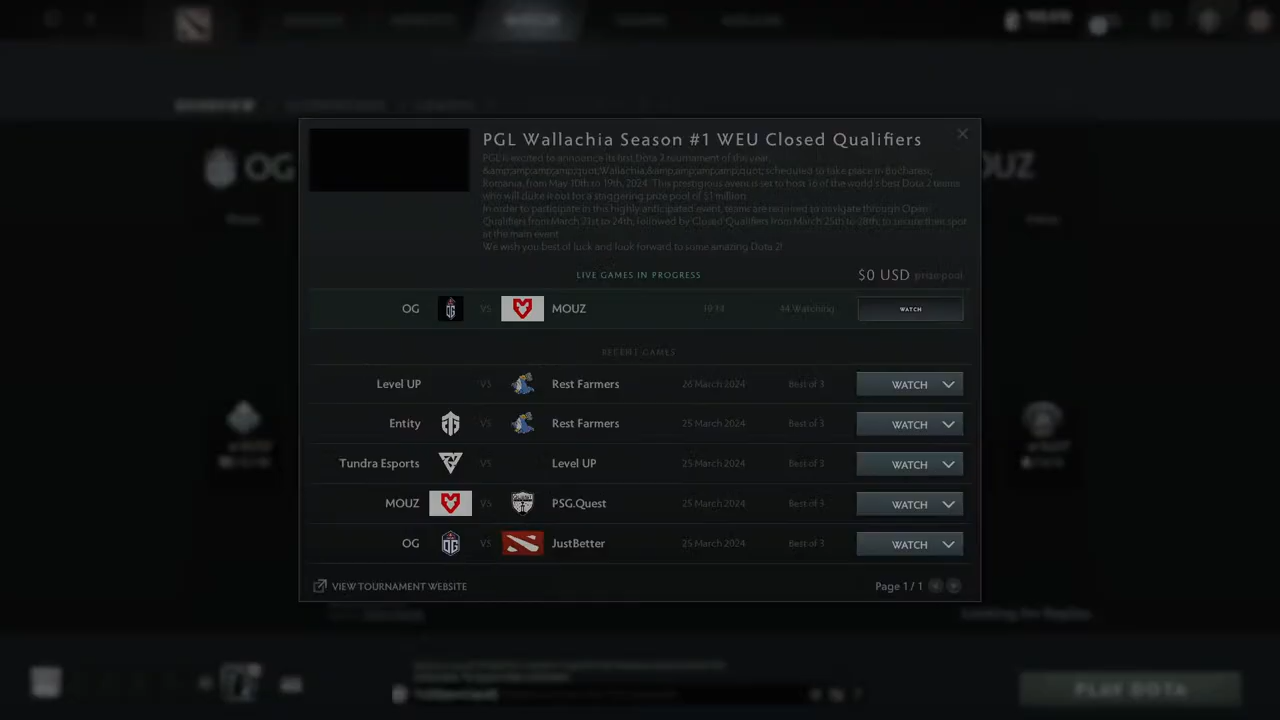 OG
MOUZ
PGL Wallachia Season #1 WEU Closed Qualifiers
PGL is excited to announce its first Dota 2 tournament of this year,
&amp;amp;amp;amp;quot;Wallachia,&amp;amp;amp;amp;quot; scheduled to take place in Bucharest,
Romania, from May 10th to 19th, 2024. This prestigious event is set to host 16 of the world's best Dota 2 teams
who will duke it out for a staggering prize pool of $1 million.
In order to participate in this highly anticipated event, teams are required to navigate through Open
Qualifiers from March 21st to 24th, followed by Closed Qualifiers from March 25th to 28th, to secure their spot
at the main event.
We wish you best of luck and look forward to some amazing Dota 2!
LIVE GAMES IN PROGRESS
$0 USD prize pool
OG VS MOUZ 44 Watching WATCH
RECENT GAMES
Level UP VS Rest Farmers 26 March 2024 Best of 3 WATCH
Entity VS Rest Farmers 25 March 2024 Best of 3 WATCH
Tundra Esports VS Level UP 25 March 2024 Best of 3 WATCH
MOUZ VS PSG.Quest 25 March 2024 Best of 3 WATCH
OG VS JustBetter 25 March 2024 Best of 3 WATCH
VIEW TOURNAMENT WEBSITE
Page 1 / 1
PLAY DOTA